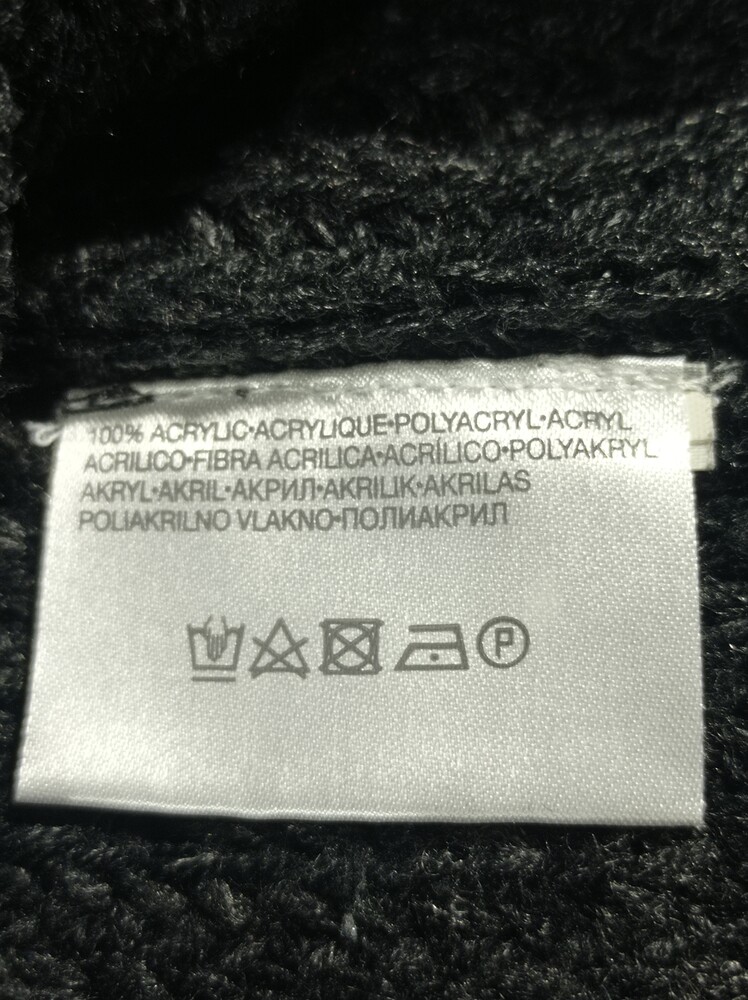 100% ACRYLIC•ACRYLIQUE•POLYACRYL•ACRYL
ACRILICO•FIBRA ACRILICA•ACRÍLICO•POLYAKRYL
AKRYL•AKRIL•АКРИЛ•AKRILIK•AKRILAS
POLIAKRILNO VLAKNO•ПОЛИАКРИЛ
P